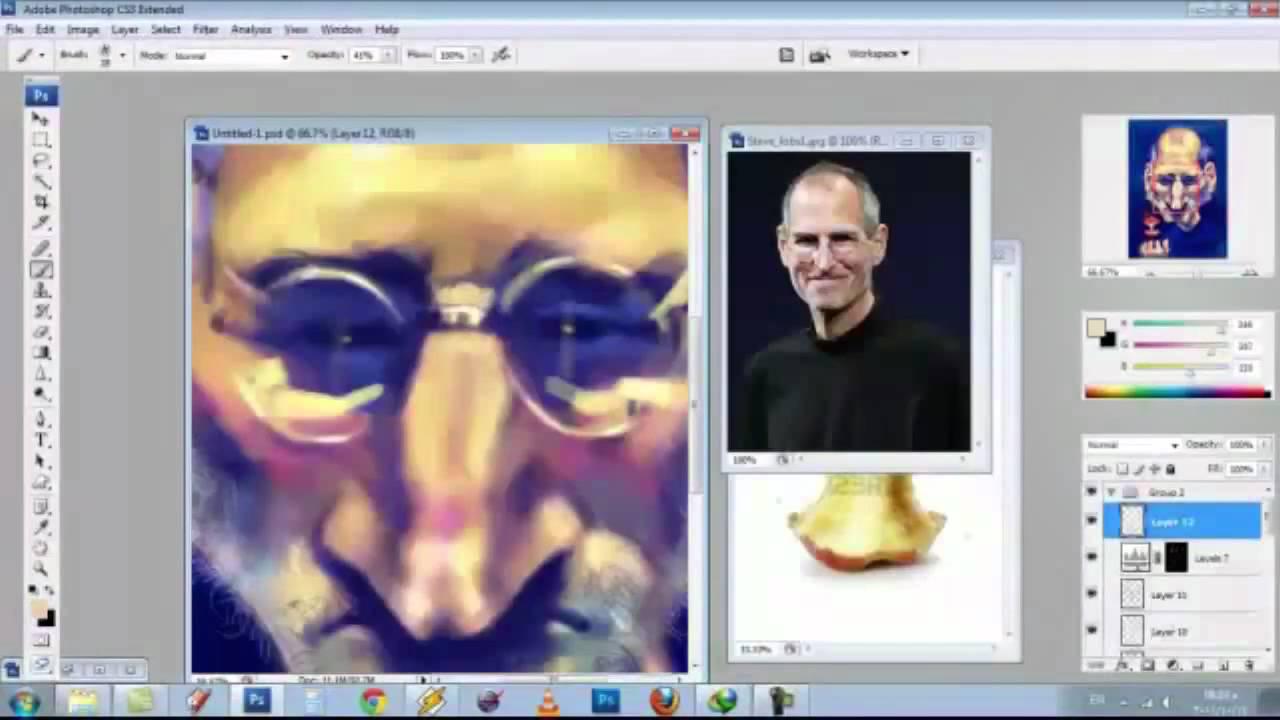 Adobe Photoshop CS3 Extended
File Edit Image Layer Select Filter Analysis View Window Help
Brush: Mode: Normal Opacity: 41% Flow: 100% Workspace
Ps
Untitled-1.psd @ 66.7% (Layer 12, RGB/8)
Steve_Jobs1.jpg @ 100% (R...
66.67%
100%
Normal Opacity: 100%
Lock: Fill: 100%
Group 2
Layer 12
Levels 7
Layer 11
Layer 10
33.33%
Ps Ps
EN